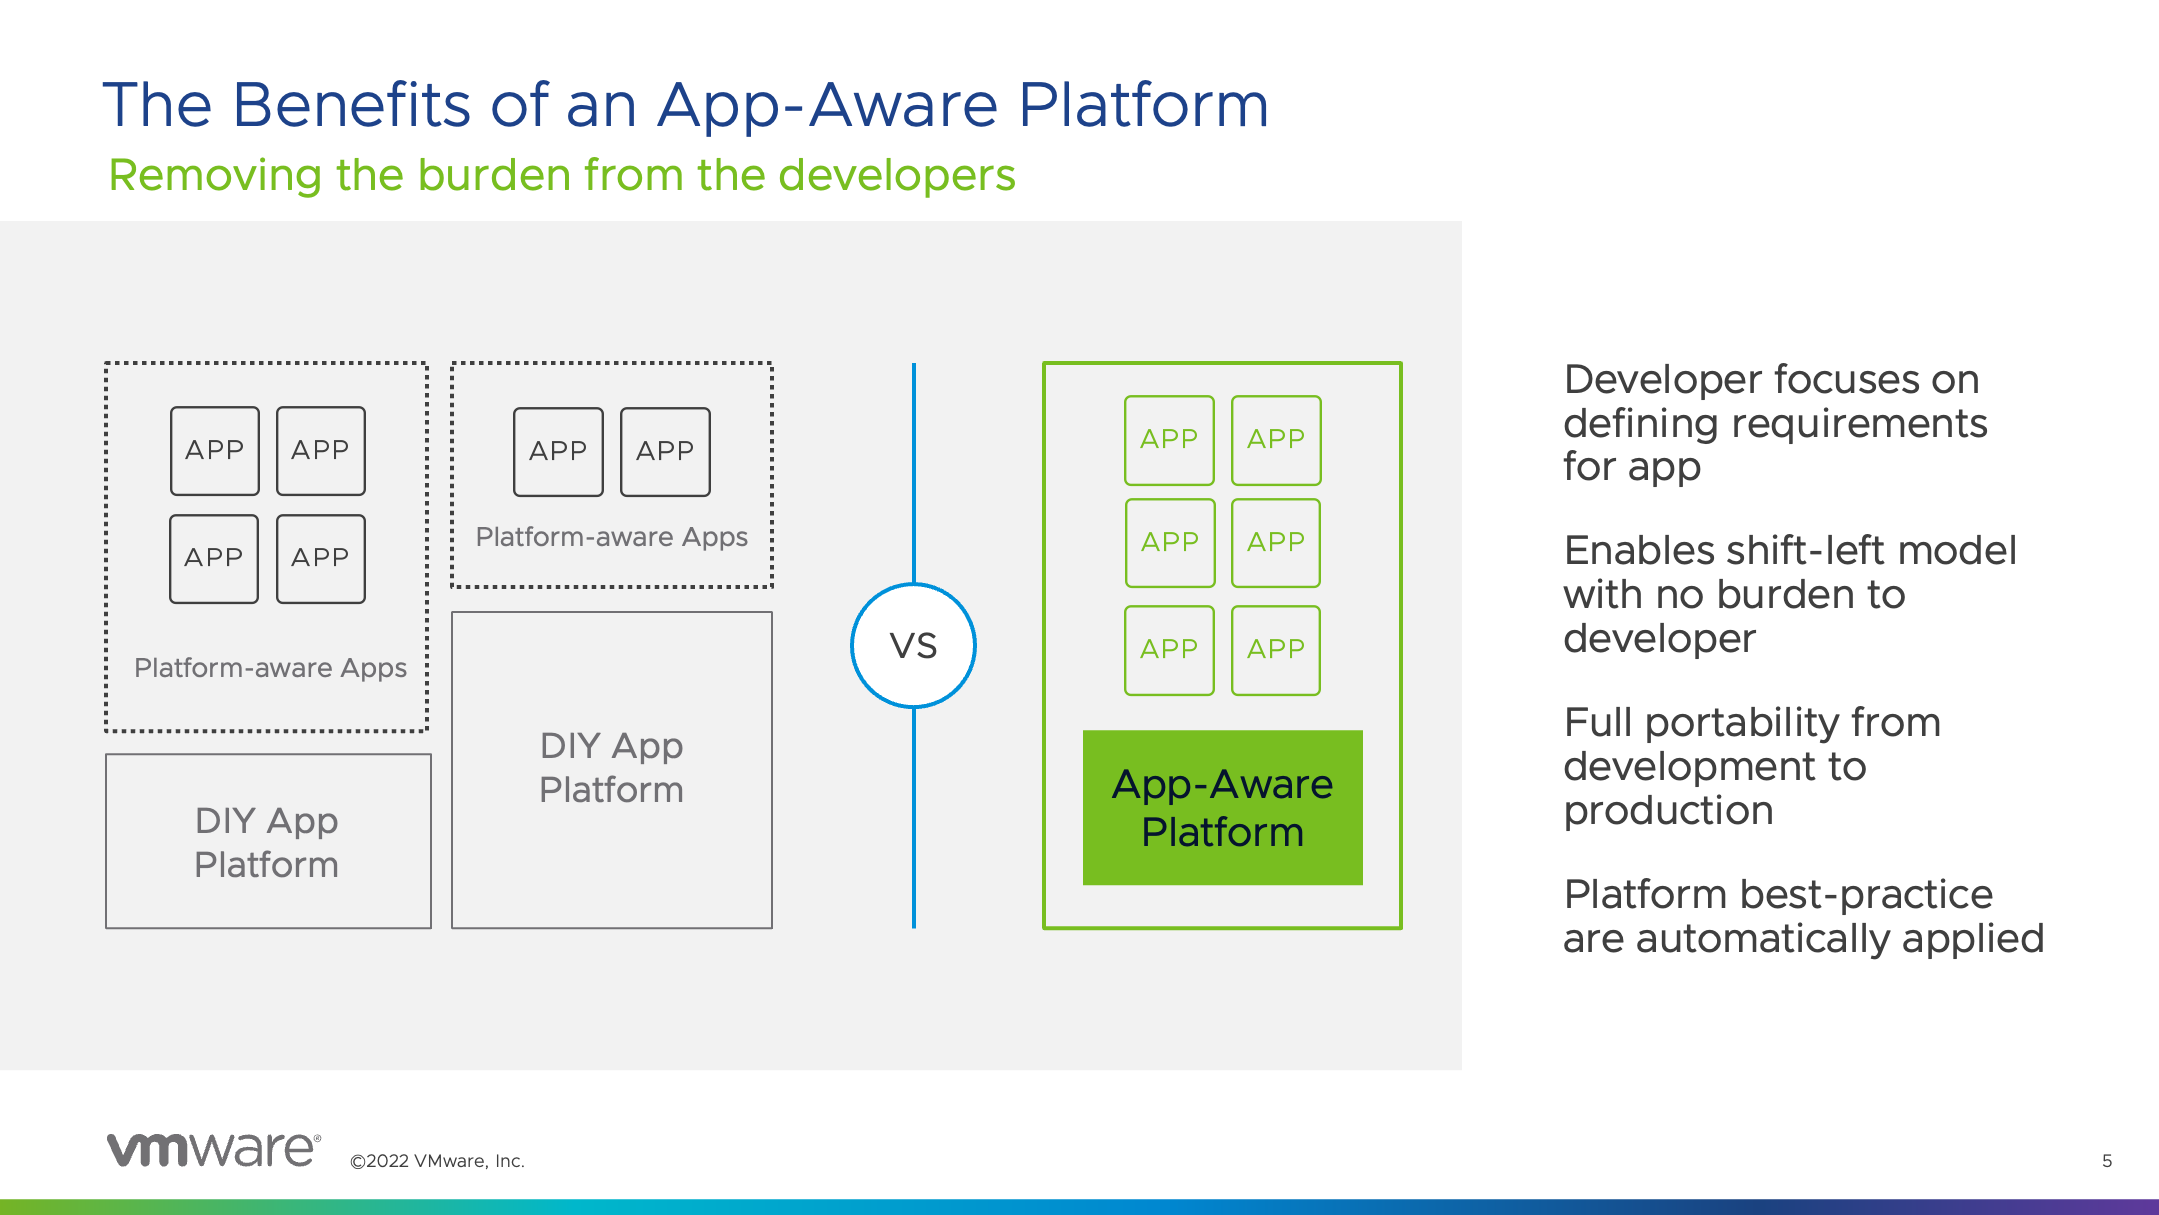 The Benefits of an App-Aware Platform
Removing the burden from the developers
APP APP
APP APP
Platform-aware Apps
DIY App
Platform
APP APP
Platform-aware Apps
DIY App
Platform
VS
APP APP
APP APP
APP APP
App-Aware
Platform
Developer focuses on
defining requirements
for app
Enables shift-left model
with no burden to
developer
Full portability from
development to
production
Platform best-practice
are automatically applied
vmware®
©2022 VMware, Inc.
5